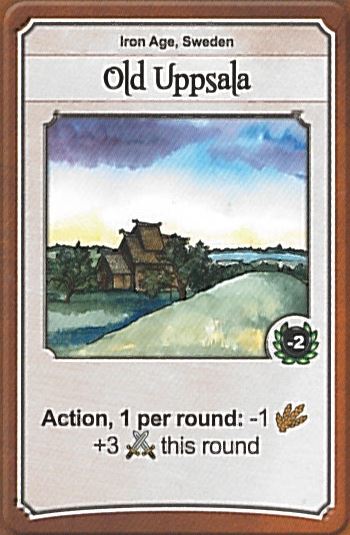 Iron Age, Sweden
Old Uppsala
-2
Action, 1 per round: -1
+3 this round